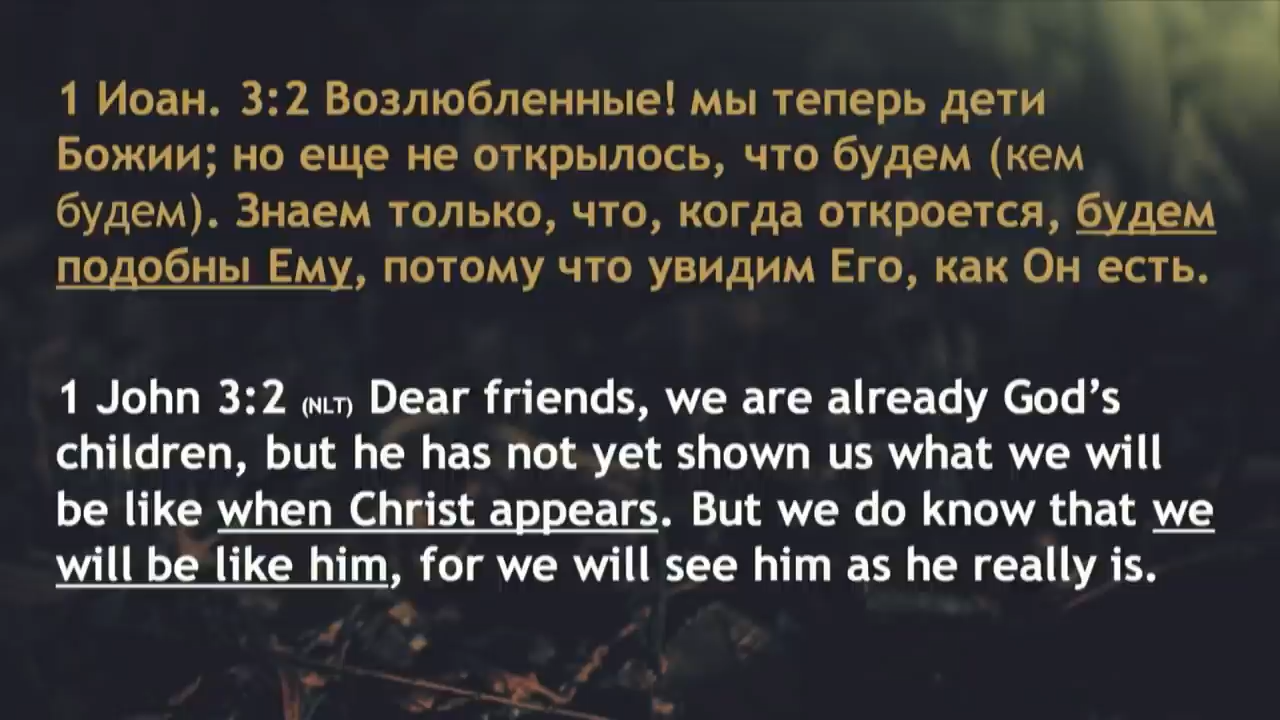 1 Иоан. 3:2 Возлюбленные! мы теперь дети
Божии; но еще не открылось, что будем (кем
будем). Знаем только, что, когда откроется, будем
подобны Ему, потому что увидим Его, как Он есть.
1 John 3:2 (NLT) Dear friends, we are already God’s
children, but he has not yet shown us what we will
be like when Christ appears. But we do know that we
will be like him, for we will see him as he really is.